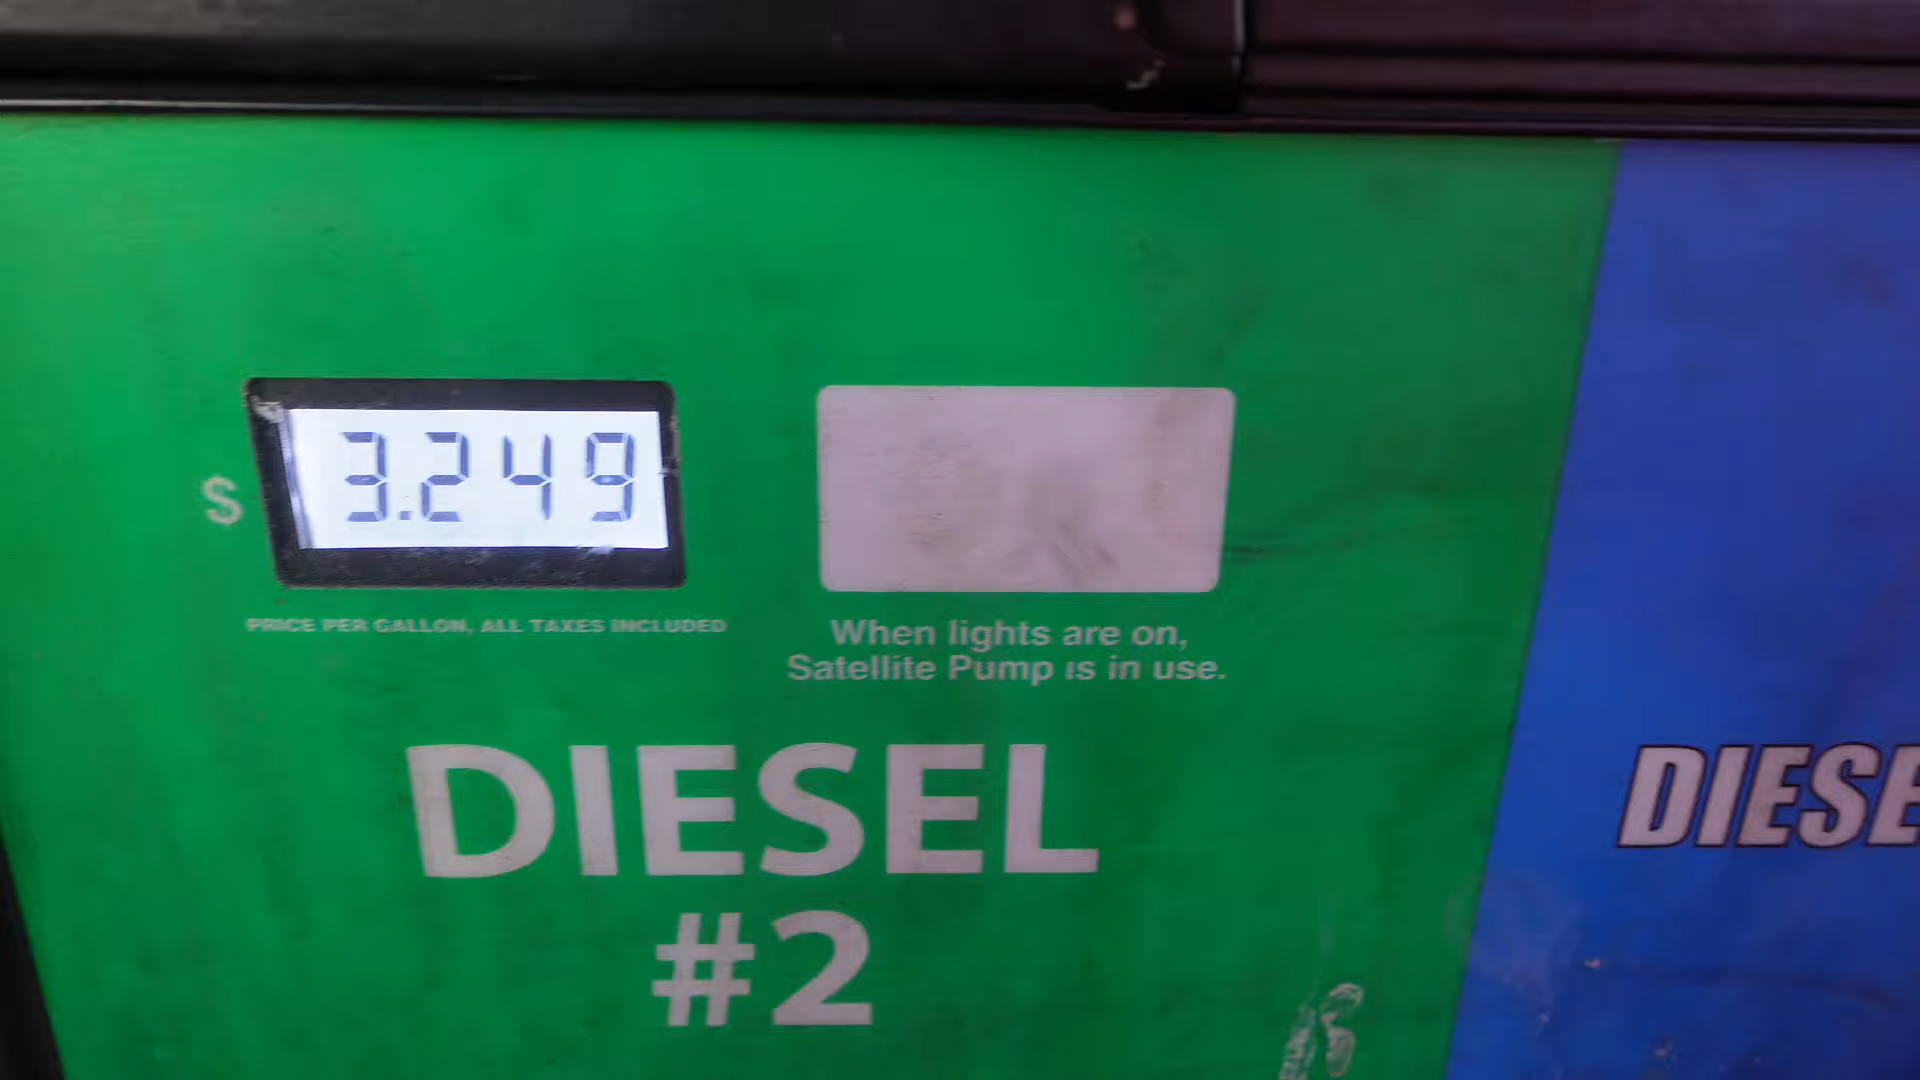 $ 3.249
PRICE PER GALLON, ALL TAXES INCLUDED
When lights are on,
Satellite Pump is in use.
DIESEL
#2
DIESE